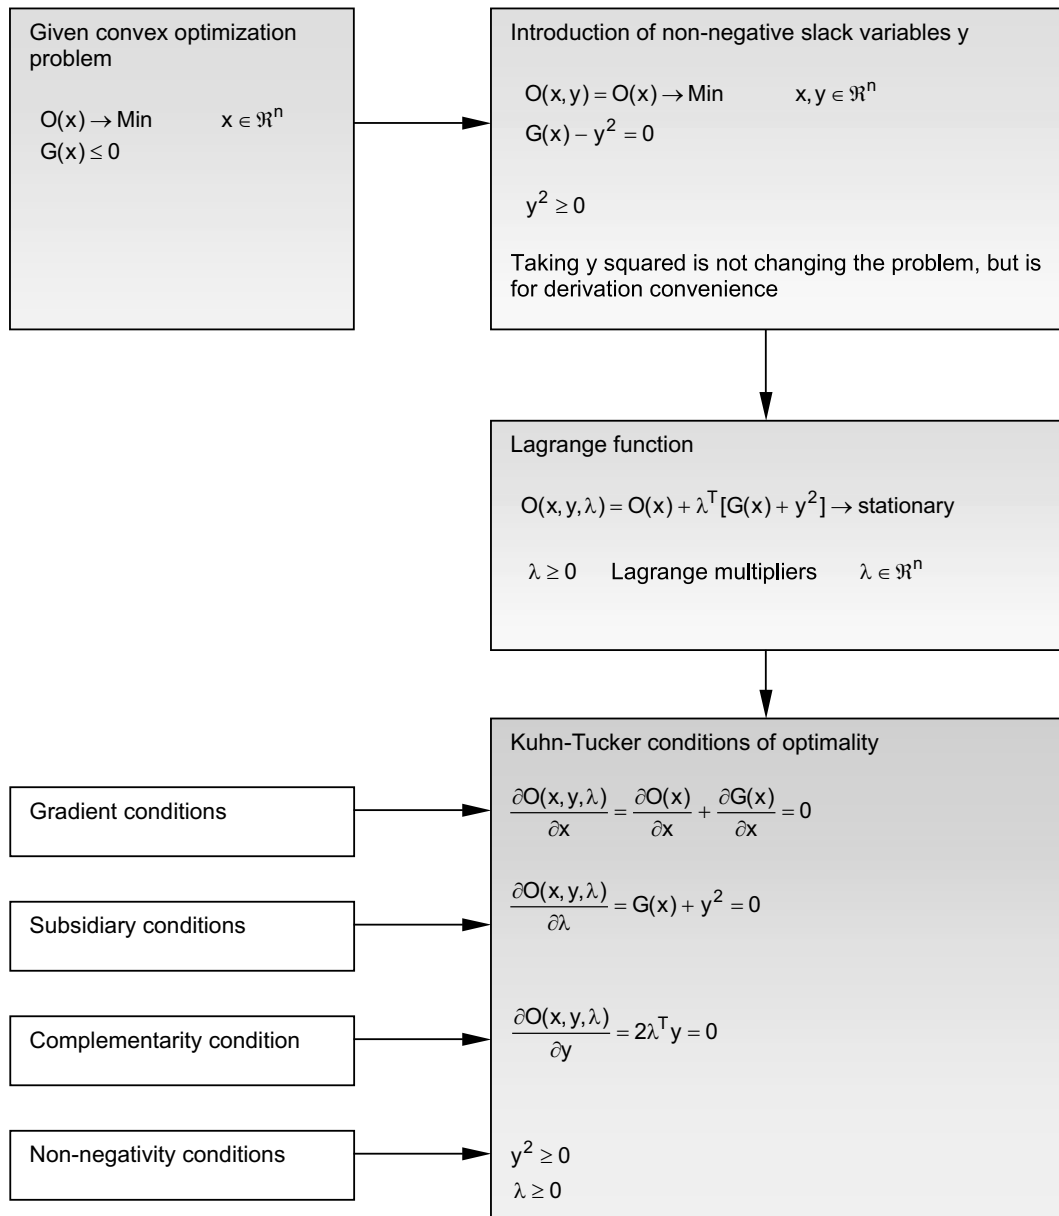 Given convex optimization
problem
O(x) → Min x ∈ ℜⁿ
G(x) ≤ 0
Introduction of non-negative slack variables y
O(x,y) = O(x) → Min x,y ∈ ℜⁿ
G(x) − y² = 0
y² ≥ 0
Taking y squared is not changing the problem, but is
for derivation convenience
Lagrange function
O(x,y,λ) = O(x) + λᵀ[G(x) + y²] → stationary
λ ≥ 0 Lagrange multipliers λ ∈ ℜⁿ
Kuhn-Tucker conditions of optimality
Gradient conditions
∂O(x,y,λ)/∂x = ∂O(x)/∂x + ∂G(x)/∂x = 0
Subsidiary conditions
∂O(x,y,λ)/∂λ = G(x) + y² = 0
Complementarity condition
∂O(x,y,λ)/∂y = 2λᵀy = 0
Non-negativity conditions
y² ≥ 0
λ ≥ 0